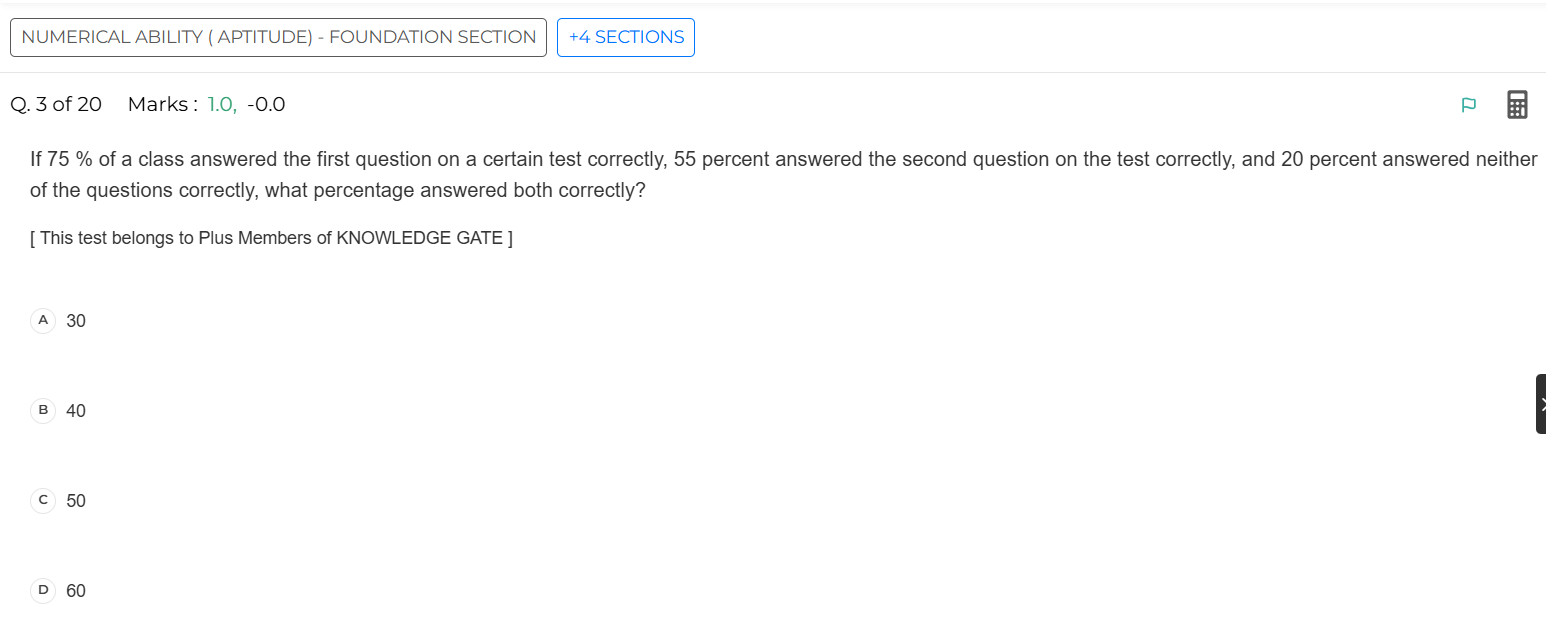 NUMERICAL ABILITY ( APTITUDE) - FOUNDATION SECTION +4 SECTIONS
Q. 3 of 20 Marks : 1.0, -0.0
If 75 % of a class answered the first question on a certain test correctly, 55 percent answered the second question on the test correctly, and 20 percent answered neither
of the questions correctly, what percentage answered both correctly?
[ This test belongs to Plus Members of KNOWLEDGE GATE ]
A 30
B 40
C 50
D 60